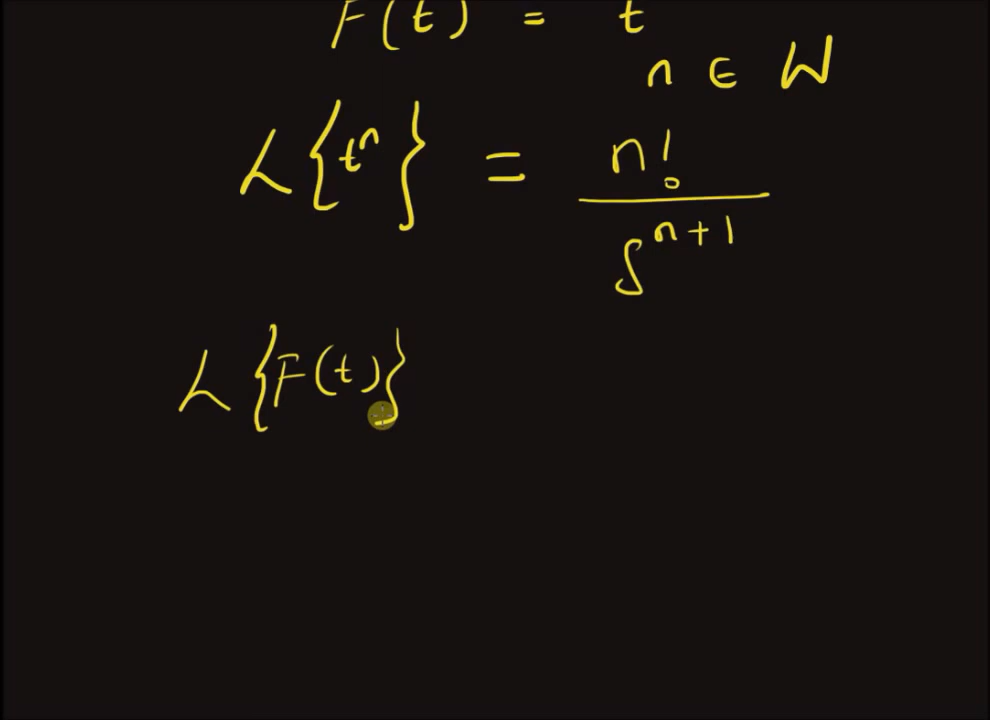 F(t) = t
n ∈ W
L{tⁿ} = n! / sⁿ⁺¹
L{F(t)}